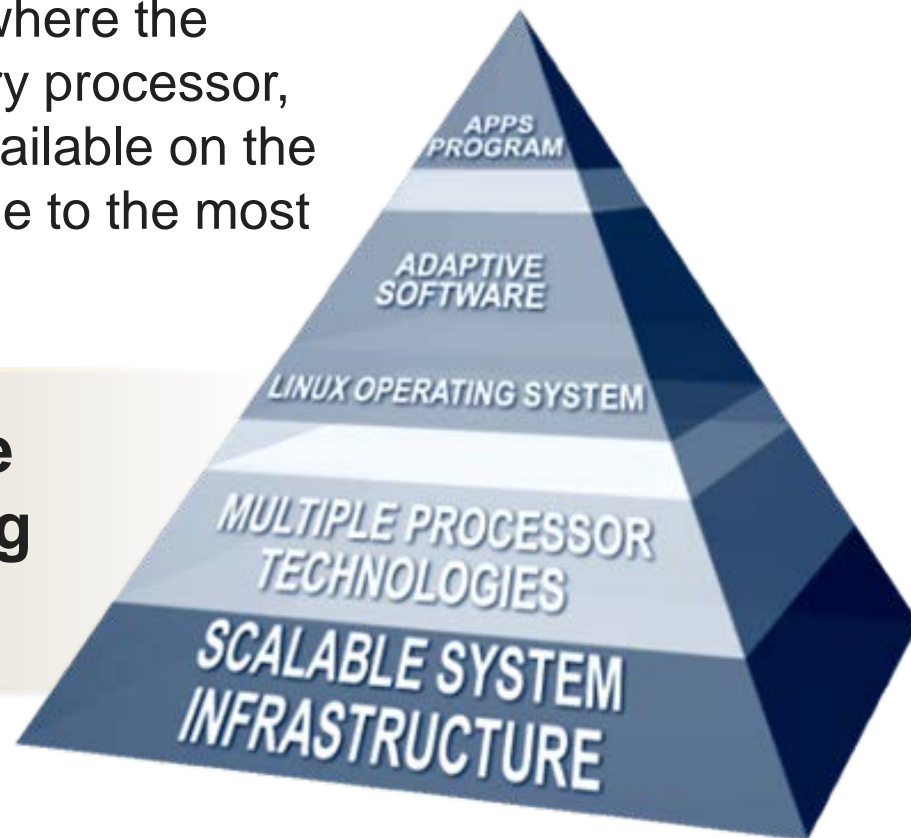 where the
ry processor,
ailable on the
e to the most
e
g
APPS
PROGRAM
ADAPTIVE
SOFTWARE
LINUX OPERATING SYSTEM
MULTIPLE PROCESSOR
TECHNOLOGIES
SCALABLE SYSTEM
INFRASTRUCTURE